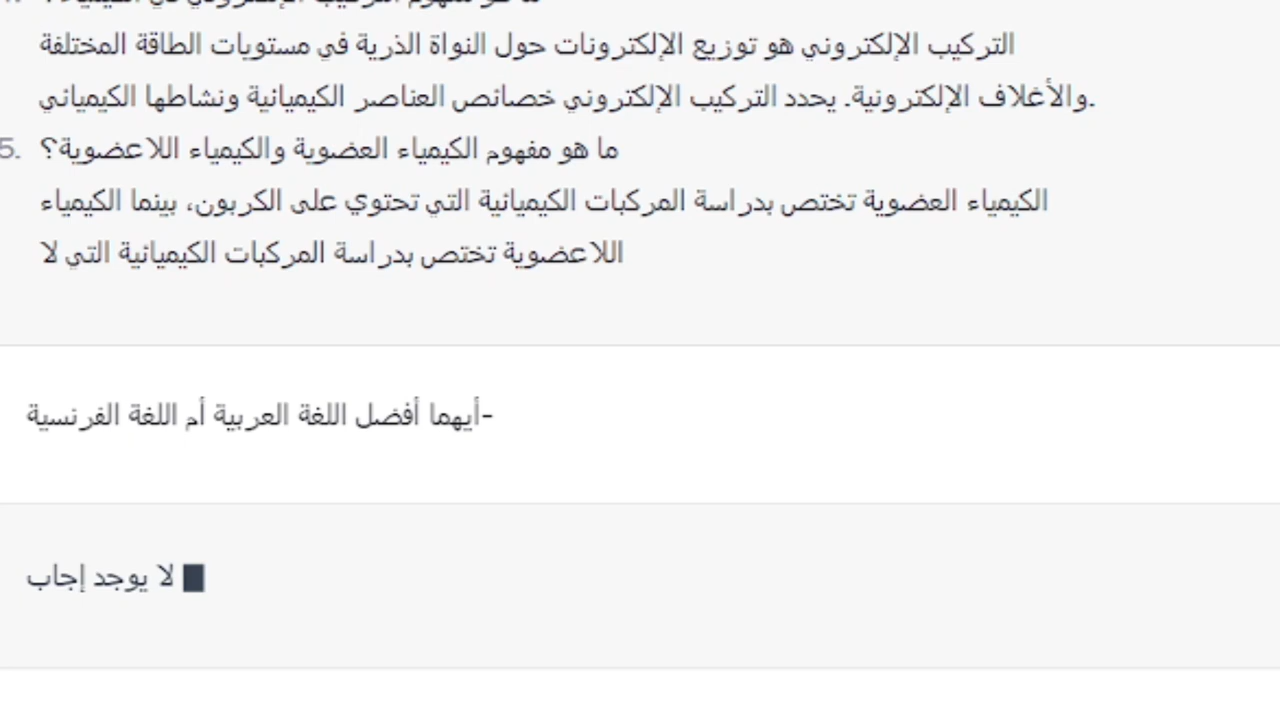 التركيب الإلكتروني هو توزيع الإلكترونات حول النواة الذرية في مستويات الطاقة المختلفة
والأغلاف الإلكترونية. يحدد التركيب الإلكتروني خصائص العناصر الكيميائية ونشاطها الكيميائي.
5. ما هو مفهوم الكيمياء العضوية والكيمياء اللاعضوية؟
الكيمياء العضوية تختص بدراسة المركبات الكيميائية التي تحتوي على الكربون، بينما الكيمياء
اللاعضوية تختص بدراسة المركبات الكيميائية التي لا
-أيهما أفضل اللغة العربية أم اللغة الفرنسية
لا يوجد إجاب